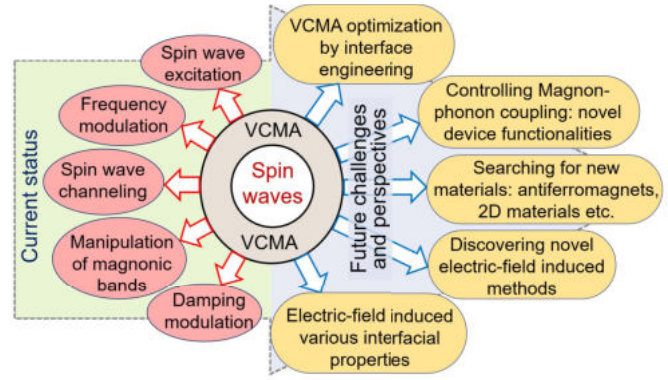 Current status
Spin wave
excitation
Frequency
modulation
Spin wave
channeling
Manipulation
of magnonic
bands
Damping
modulation
VCMA
Spin
waves
VCMA
Future challenges
and perspectives
VCMA optimization
by interface
engineering
Controlling Magnon-
phonon coupling: novel
device functionalities
Searching for new
materials: antiferromagnets,
2D materials etc.
Discovering novel
electric-field induced
methods
Electric-field induced
various interfacial
properties